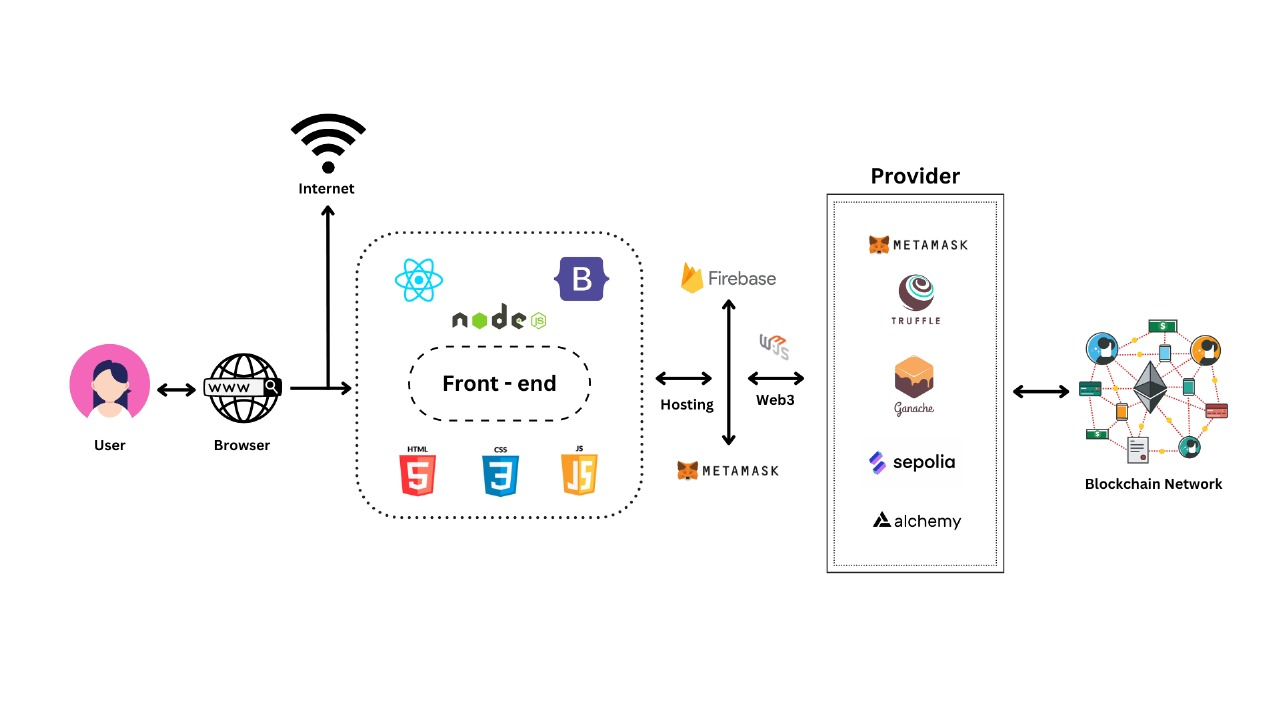 Internet
User
WWW
Browser
B
node
JS
Front - end
HTML
5
CSS
3
JS
JS
Firebase
Hosting
METAMASK
W3JS
Web3
Provider
METAMASK
TRUFFLE
Ganache
sepolia
alchemy
$
$
Blockchain Network